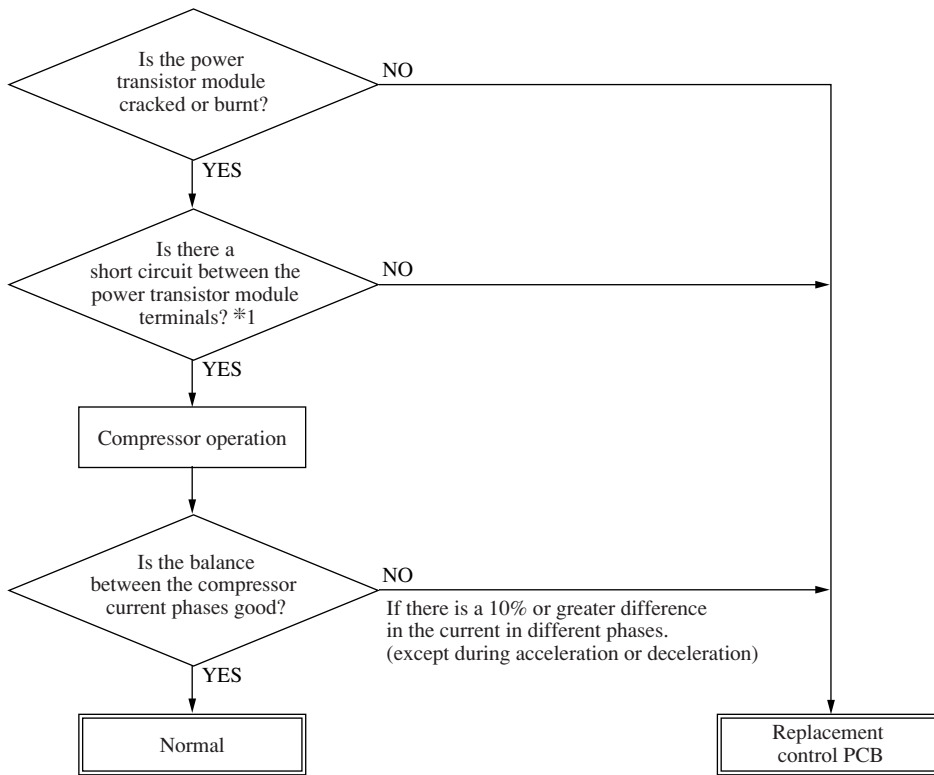 Is the power
transistor module
cracked or burnt?
NO
YES
Is there a
short circuit between the
power transistor module
terminals? *1
NO
YES
Compressor operation
Is the balance
between the compressor
current phases good?
NO
If there is a 10% or greater difference
in the current in different phases.
(except during acceleration or deceleration)
YES
Normal
Replacement
control PCB